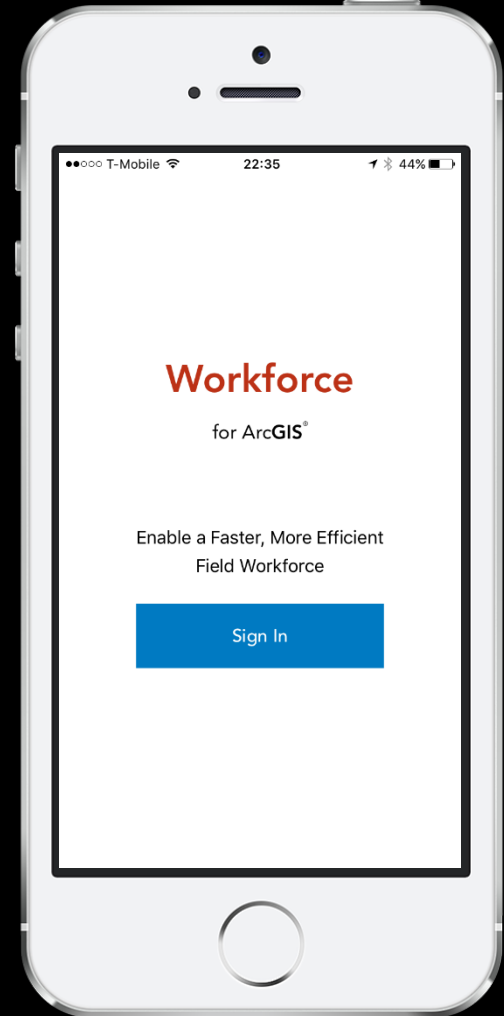 T-Mobile 22:35 44%
Workforce
for ArcGIS®
Enable a Faster, More Efficient
Field Workforce
Sign In